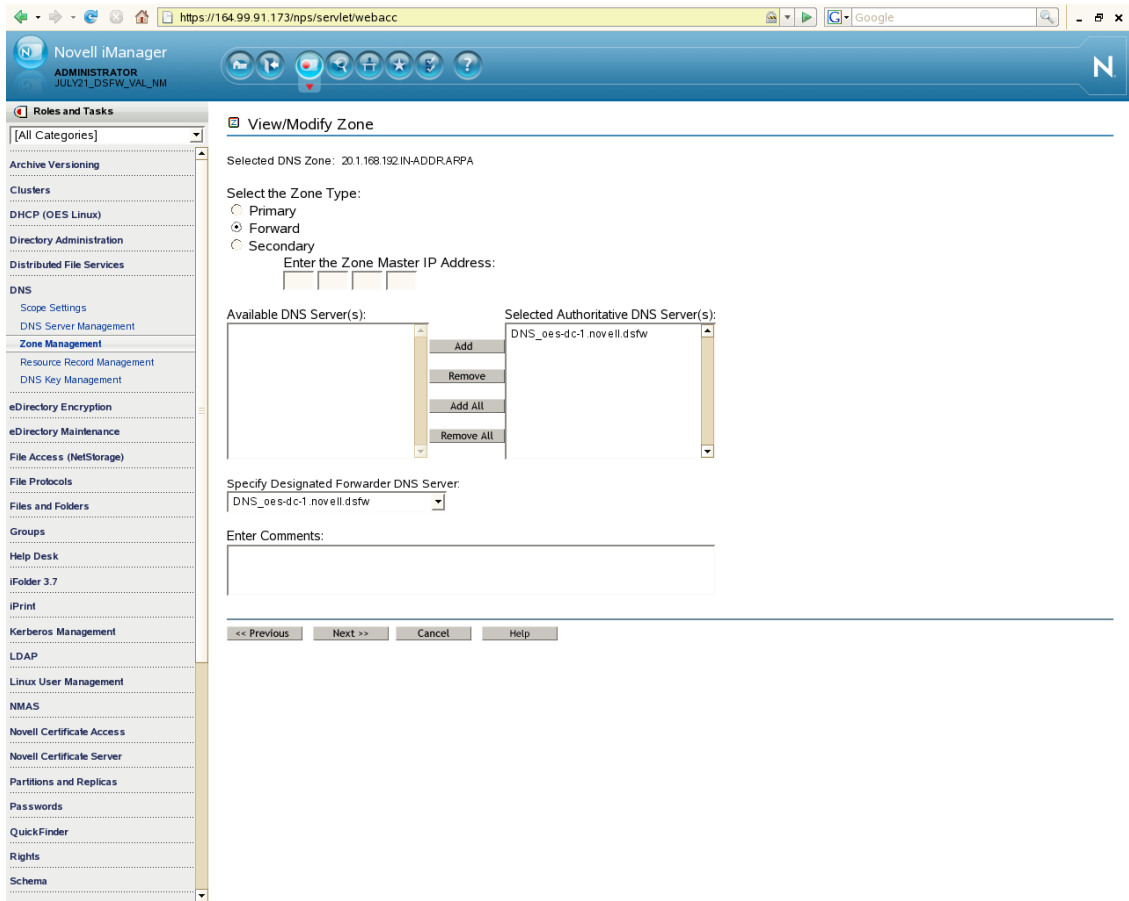 https://164.99.91.173/nps/servlet/webacc
G
Google
Novell iManager
N
ADMINISTRATOR
JULY21_DSFW_VAL_NM
N
Roles and Tasks
[All Categories]
Archive Versioning
Clusters
DHCP (OES Linux)
Directory Administration
Distributed File Services
DNS
Scope Settings
DNS Server Management
Zone Management
Resource Record Management
DNS Key Management
eDirectory Encryption
eDirectory Maintenance
File Access (NetStorage)
File Protocols
Files and Folders
Groups
Help Desk
iFolder 3.7
iPrint
Kerberos Management
LDAP
Linux User Management
NMAS
Novell Certificate Access
Novell Certificate Server
Partitions and Replicas
Passwords
QuickFinder
Rights
Schema
View/Modify Zone
Selected DNS Zone: 20.1.168.192.IN-ADDR.ARPA
Select the Zone Type:
Primary
Forward
Secondary
Enter the Zone Master IP Address:
Available DNS Server(s):
Selected Authoritative DNS Server(s):
DNS_oes-dc-1.novell.dsfw
Add
Remove
Add All
Remove All
Specify Designated Forwarder DNS Server:
DNS_oes-dc-1.novell.dsfw
Enter Comments:
<< Previous
Next >>
Cancel
Help